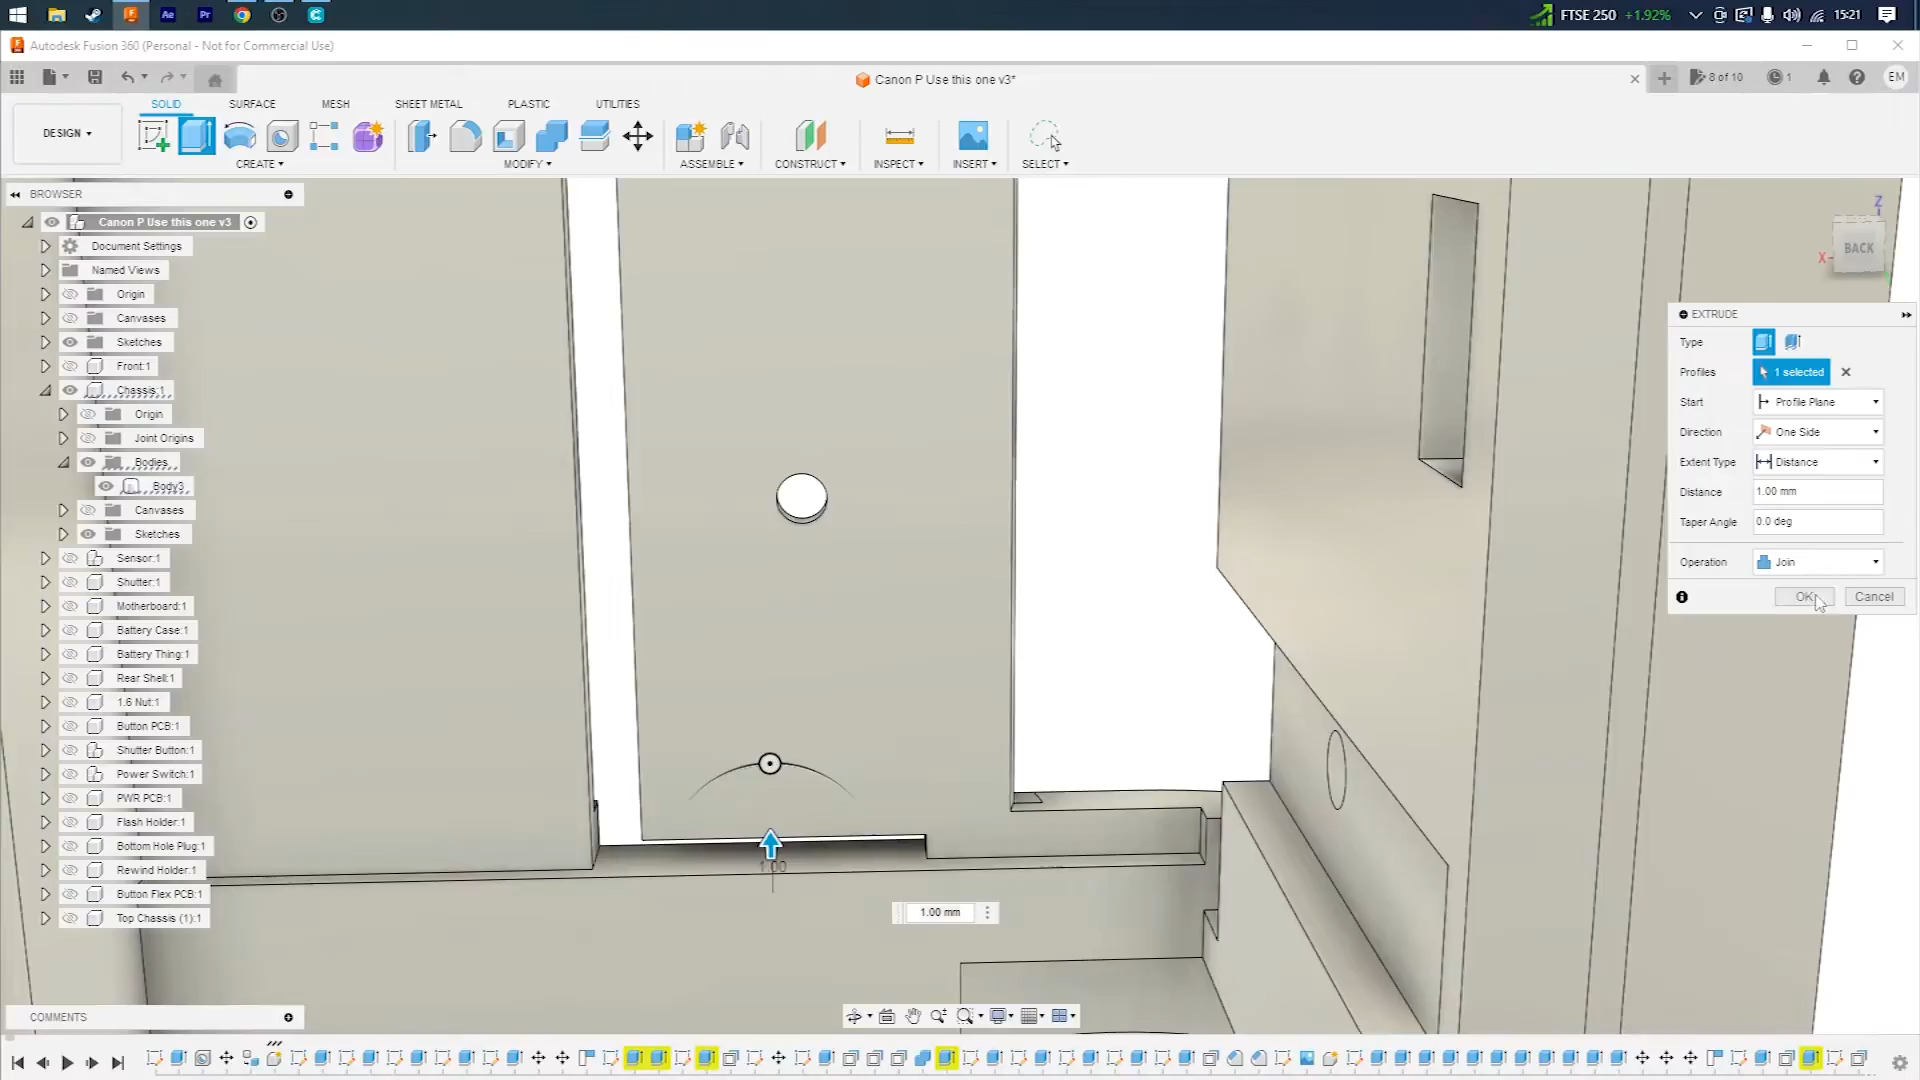 Ae
Pr
FTSE 250 +1.92%
15:21
Autodesk Fusion 360 (Personal - Not for Commercial Use)
Canon P Use this one v3*
8 of 10
1
EM
DESIGN
SOLID
SURFACE
MESH
SHEET METAL
PLASTIC
UTILITIES
CREATE
MODIFY
ASSEMBLE
CONSTRUCT
INSPECT
INSERT
SELECT
BROWSER
Canon P Use this one v3
Document Settings
Named Views
Origin
Canvases
Sketches
Front:1
Chassis:1
Origin
Joint Origins
Bodies
Body3
Canvases
Sketches
Sensor:1
Shutter:1
Motherboard:1
Battery Case:1
Battery Thing:1
Rear Shell:1
1.6 Nut:1
Button PCB:1
Shutter Button:1
Power Switch:1
PWR PCB:1
Flash Holder:1
Bottom Hole Plug:1
Rewind Holder:1
Button Flex PCB:1
Top Chassis (1):1
COMMENTS
1.00
1.00 mm
Z
X
BACK
EXTRUDE
Type
Profiles 1 selected
Start Profile Plane
Direction One Side
Extent Type Distance
Distance 1.00 mm
Taper Angle 0.0 deg
Operation Join
OK Cancel